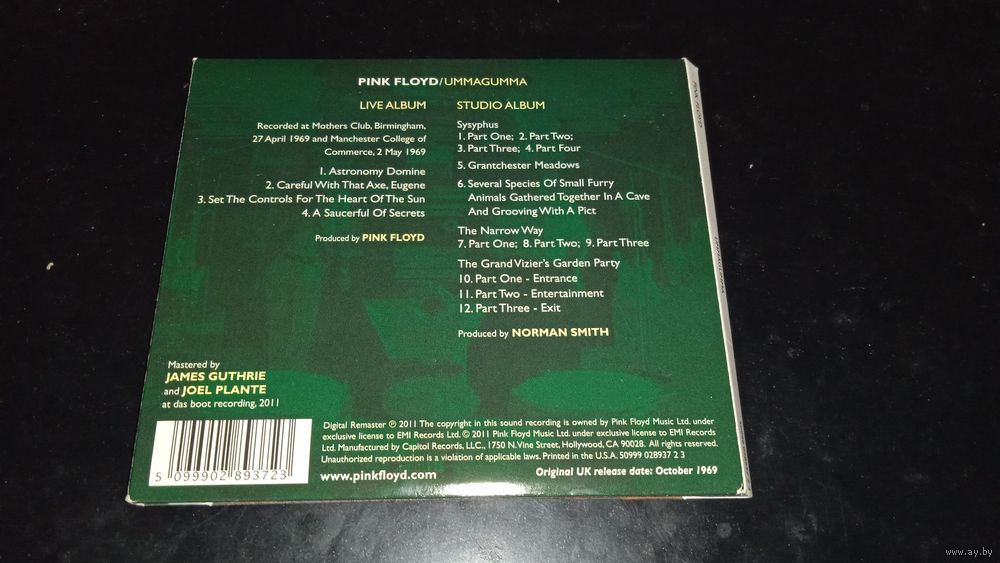 PINK FLOYD/UMMAGUMMA
LIVE ALBUM
Recorded at Mothers Club, Birmingham,
27 April 1969 and Manchester College of
Commerce, 2 May 1969
1. Astronomy Domine
2. Careful With That Axe, Eugene
3. Set The Controls For The Heart Of The Sun
4. A Saucerful Of Secrets
Produced by PINK FLOYD
STUDIO ALBUM
Sysyphus
1. Part One; 2. Part Two;
3. Part Three; 4. Part Four
5. Grantchester Meadows
6. Several Species Of Small Furry
Animals Gathered Together In A Cave
And Grooving With A Pict
The Narrow Way
7. Part One; 8. Part Two; 9. Part Three
The Grand Vizier's Garden Party
10. Part One - Entrance
11. Part Two - Entertainment
12. Part Three - Exit
Produced by NORMAN SMITH
Mastered by
JAMES GUTHRIE
and JOEL PLANTE
at das boot recording, 2011
5 099902 893723
Digital Remaster ℗ 2011 The copyright in this sound recording is owned by Pink Floyd Music Ltd. under
exclusive license to EMI Records Ltd. © 2011 Pink Floyd Music Ltd. under exclusive license to EMI Records
Ltd. Manufactured by Capitol Records, LLC., 1750 N. Vine Street, Hollywood, CA 90028. All rights reserved.
Unauthorized reproduction is a violation of applicable laws. Printed in the U.S.A. 50999 028937 2 3
www.pinkfloyd.com
Original UK release date: October 1969
PINK FLOYD
UMMAGUMMA
www.ay.by